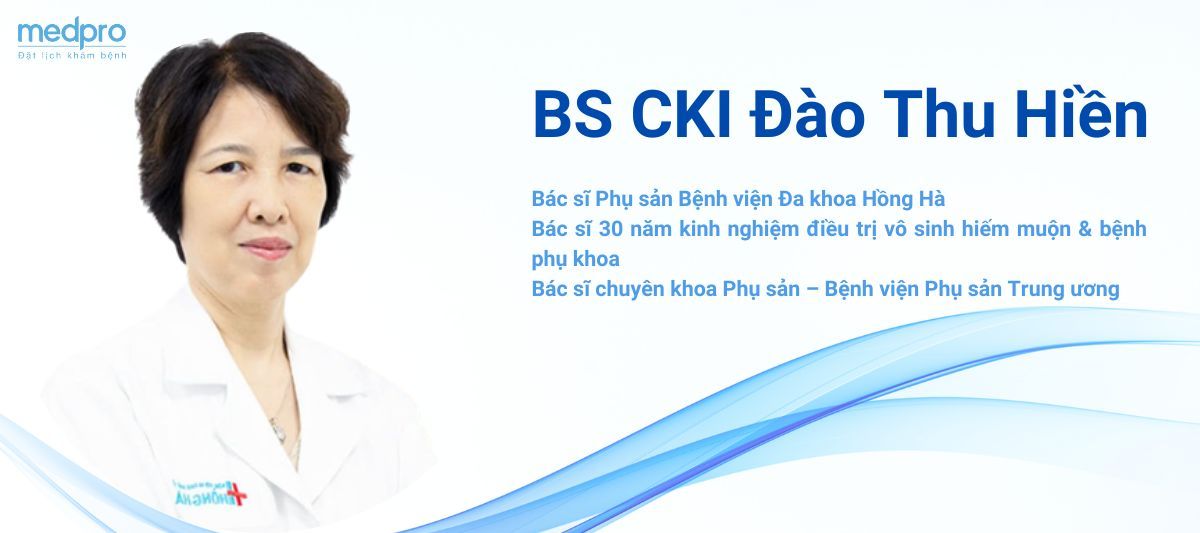 medpro
Đặt lịch khám bệnh
BS CKI Đào Thu Hiền
Bác sĩ Phụ sản Bệnh viện Đa khoa Hồng Hà
Bác sĩ 30 năm kinh nghiệm điều trị vô sinh hiếm muộn & bệnh
phụ khoa
Bác sĩ chuyên khoa Phụ sản – Bệnh viện Phụ sản Trung ương
HỒNG HÀ